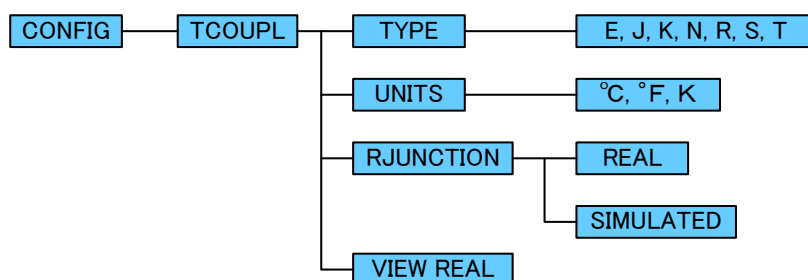 CONFIG
TCOUPL
TYPE
E, J, K, N, R, S, T
UNITS
℃, °F, K
RJUNCTION
REAL
SIMULATED
VIEW REAL